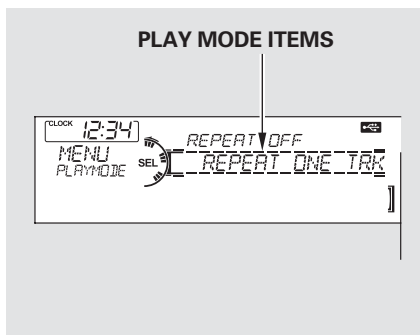 PLAY MODE ITEMS
CLOCK 12:34
REPEAT OFF
MENU
SEL
REPEAT ONE TRK
PLAYMODE